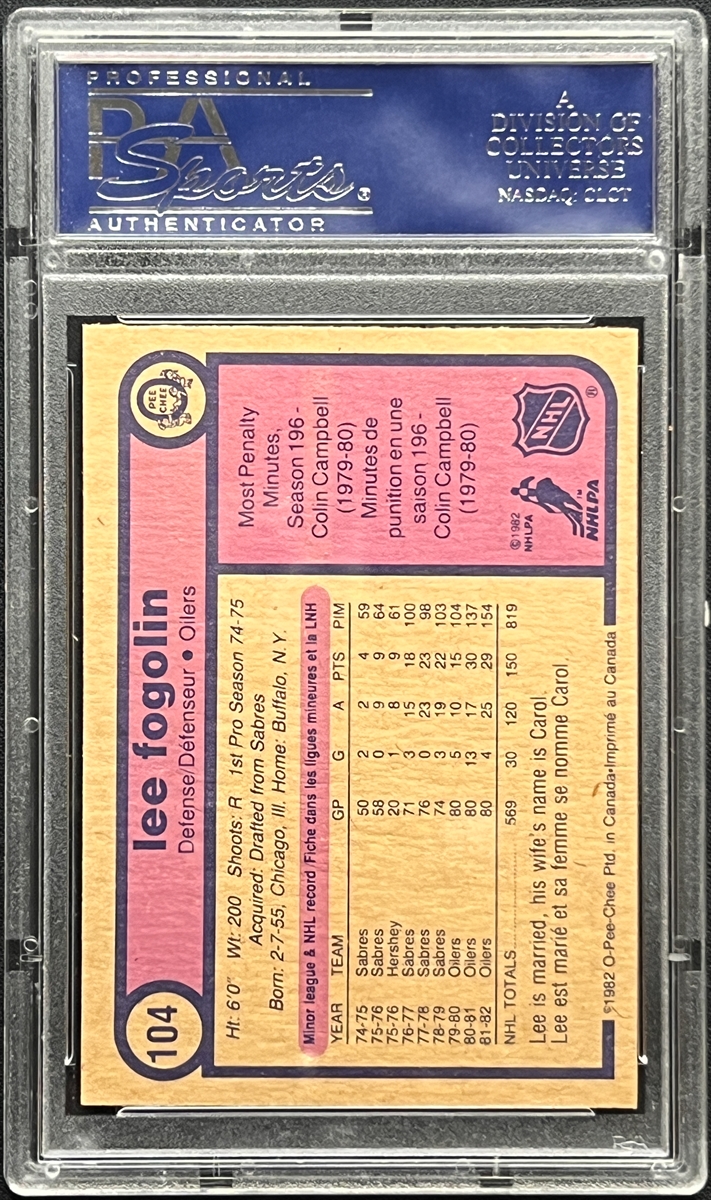 PROFESSIONAL
PSA
Sports®
AUTHENTICATOR
A
DIVISION OF
COLLECTORS
UNIVERSE
NASDAQ: CLCT
104
lee fogolin
Defense/Défenseur • Oilers
O
PEE
CHEE
Ht: 6'0" Wt: 200 Shoots: R 1st Pro Season 74-75
Acquired: Drafted from Sabres
Born: 2-7-55, Chicago, Ill. Home: Buffalo, N.Y.
Minor league & NHL record/Fiche dans les ligues mineures et la LNH
YEAR TEAM GP G A PTS PIM
74-75 Sabres 50 2 2 4 59
75-76 Sabres 58 0 9 9 64
75-76 Hershey 20 1 8 9 61
76-77 Sabres 71 3 15 18 100
77-78 Sabres 76 0 23 23 98
78-79 Sabres 74 3 19 22 103
79-80 Oilers 80 5 10 15 104
80-81 Oilers 80 13 17 30 137
81-82 Oilers 80 4 25 29 154
NHL TOTALS 569 30 120 150 819
Lee is married, his wife's name is Carol.
Lee est marié et sa femme se nomme Carol.
Most Penalty
Minutes,
Season 196 -
Colin Campbell
(1979-80)
Minutes de
punition en une
saison 196 -
Colin Campbell
(1979-80)
©1982
NHLPA
NHLPA
™
NHL
®
©1982 O-Pee-Chee Ptd. in Canada•Imprimé au Canada
PSA